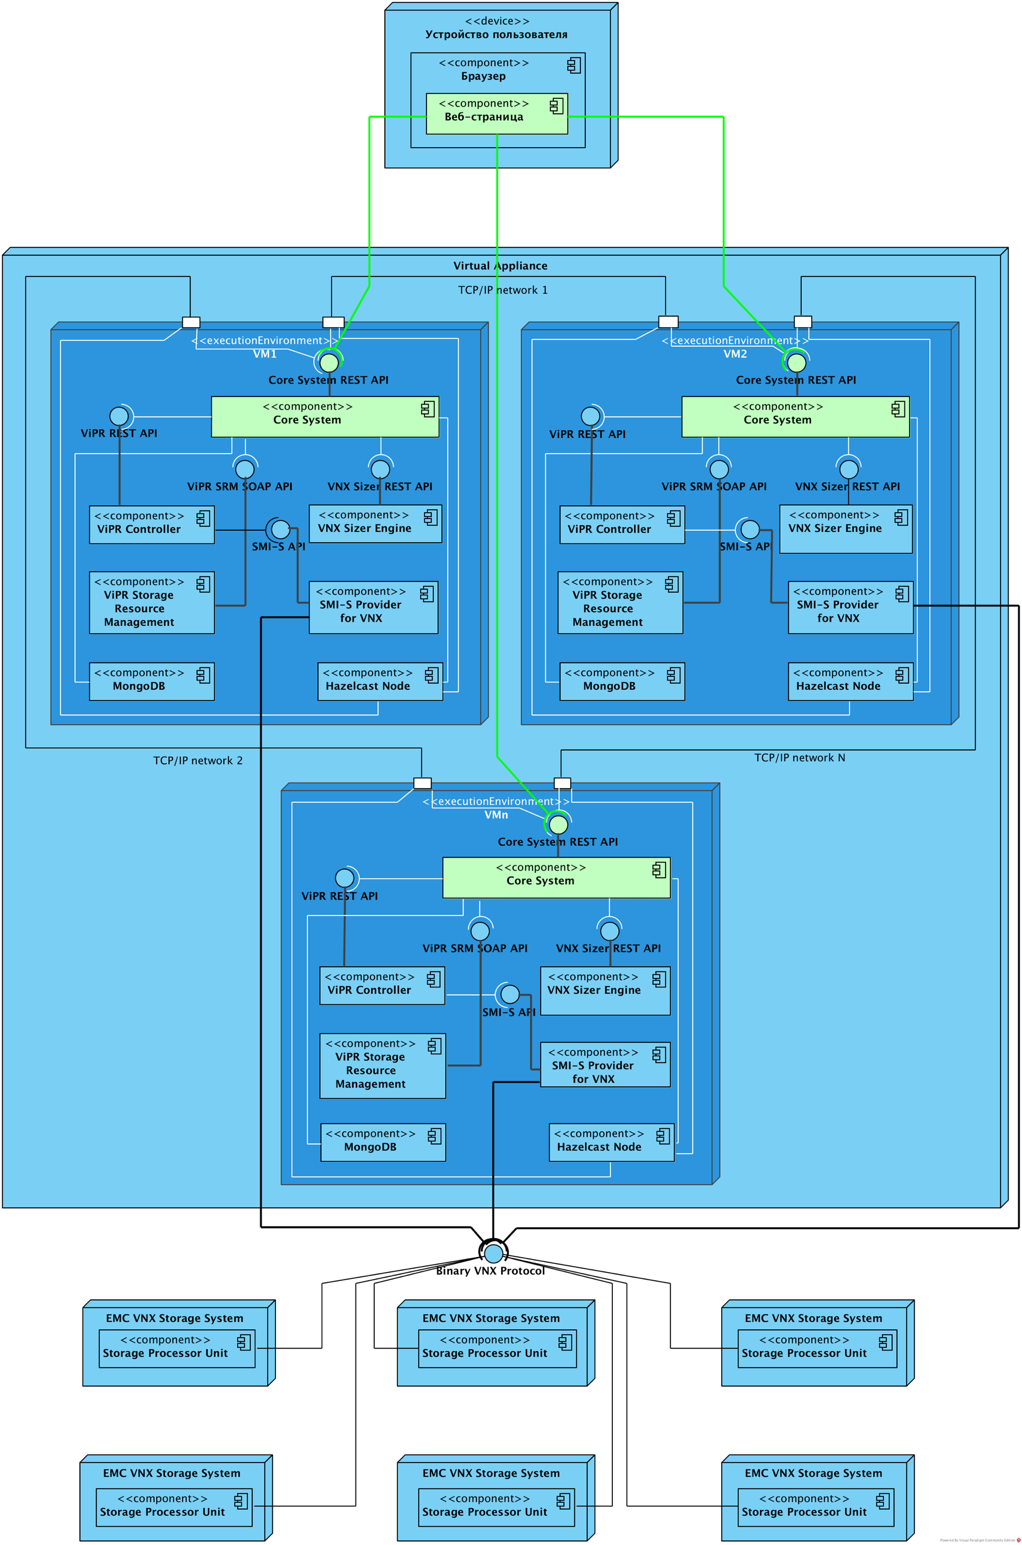 <<device>>
Устройство пользователя
<<component>>
Браузер
<<component>>
Веб-страница
Virtual Appliance
TCP/IP network 1
<<executionEnvironment>>
VM1
Core System REST API
<<component>>
Core System
ViPR REST API
ViPR SRM SOAP API
VNX Sizer REST API
<<component>>
ViPR Controller
SMI-S API
<<component>>
VNX Sizer Engine
<<component>>
ViPR Storage
Resource
Management
<<component>>
SMI-S Provider
for VNX
<<component>>
MongoDB
<<component>>
Hazelcast Node
<<executionEnvironment>>
VM2
Core System REST API
<<component>>
Core System
ViPR REST API
ViPR SRM SOAP API
VNX Sizer REST API
<<component>>
ViPR Controller
SMI-S API
<<component>>
VNX Sizer Engine
<<component>>
ViPR Storage
Resource
Management
<<component>>
SMI-S Provider
for VNX
<<component>>
MongoDB
<<component>>
Hazelcast Node
TCP/IP network 2
TCP/IP network N
<<executionEnvironment>>
VMn
Core System REST API
<<component>>
Core System
ViPR REST API
ViPR SRM SOAP API
VNX Sizer REST API
<<component>>
ViPR Controller
SMI-S API
<<component>>
VNX Sizer Engine
<<component>>
ViPR Storage
Resource
Management
<<component>>
SMI-S Provider
for VNX
<<component>>
MongoDB
<<component>>
Hazelcast Node
Binary VNX Protocol
EMC VNX Storage System
<<component>>
Storage Processor Unit
EMC VNX Storage System
<<component>>
Storage Processor Unit
EMC VNX Storage System
<<component>>
Storage Processor Unit
EMC VNX Storage System
<<component>>
Storage Processor Unit
EMC VNX Storage System
<<component>>
Storage Processor Unit
EMC VNX Storage System
<<component>>
Storage Processor Unit
Powered By Visual Paradigm Community Edition